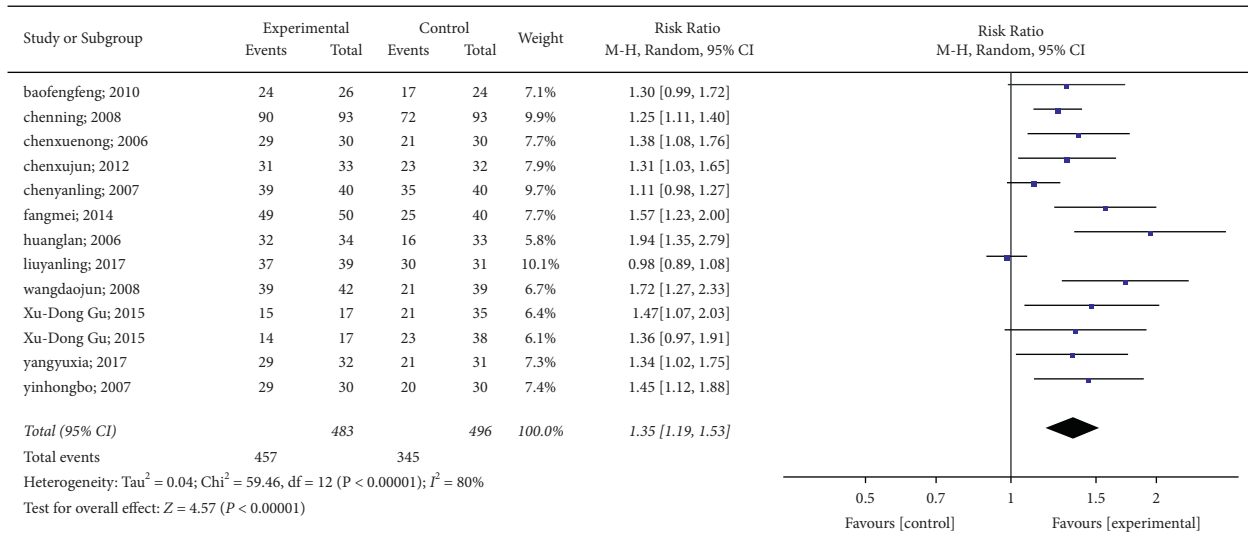 Study or Subgroup Experimental Control Weight Risk Ratio Risk Ratio
Events Total Events Total M-H, Random, 95% CI M-H, Random, 95% CI
baofengfeng; 2010 24 26 17 24 7.1% 1.30 [0.99, 1.72]
chenning; 2008 90 93 72 93 9.9% 1.25 [1.11, 1.40]
chenxuenong; 2006 29 30 21 30 7.7% 1.38 [1.08, 1.76]
chenxujun; 2012 31 33 23 32 7.9% 1.31 [1.03, 1.65]
chenyanling; 2007 39 40 35 40 9.7% 1.11 [0.98, 1.27]
fangmei; 2014 49 50 25 40 7.7% 1.57 [1.23, 2.00]
huanglan; 2006 32 34 16 33 5.8% 1.94 [1.35, 2.79]
liuyanling; 2017 37 39 30 31 10.1% 0.98 [0.89, 1.08]
wangdaojun; 2008 39 42 21 39 6.7% 1.72 [1.27, 2.33]
Xu-Dong Gu; 2015 15 17 21 35 6.4% 1.47[1.07, 2.03]
Xu-Dong Gu; 2015 14 17 23 38 6.1% 1.36 [0.97, 1.91]
yangyuxia; 2017 29 32 21 31 7.3% 1.34 [1.02, 1.75]
yinhongbo; 2007 29 30 20 30 7.4% 1.45 [1.12, 1.88]
Total (95% CI) 483 496 100.0% 1.35 [1.19, 1.53]
Total events 457 345
Heterogeneity: Tau² = 0.04; Chi² = 59.46, df = 12 (P < 0.00001); I² = 80%
Test for overall effect: Z = 4.57 (P < 0.00001)
0.5 0.7 1 1.5 2
Favours [control] Favours [experimental]